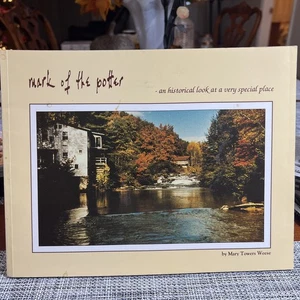 mark of the potter
- an historical look at a very special place
by Mary Towers Weese